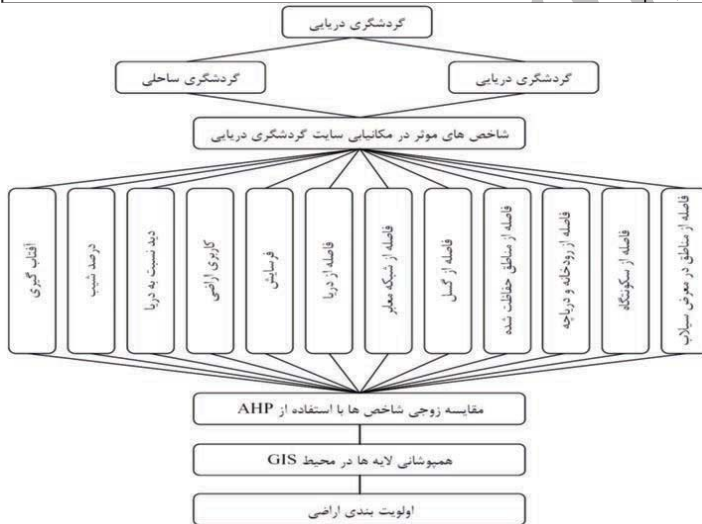 گردشگری دریایی
گردشگری دریایی
گردشگری ساحلی
شاخص های موثر در مکانیابی سایت گردشگری دریایی
فاصله از مناطق در معرض سیلاب
فاصله از سکونتگاه
فاصله از رودخانه و دریاچه
فاصله از مناطق حفاظت شده
فاصله از گسل
فاصله از شبکه معابر
فاصله از دریا
فرسایش
کاربری اراضی
دید نسبت به دریا
درصد شیب
آفتاب گیری
مقایسه زوجی شاخص ها با استفاده از AHP
همپوشانی لایه ها در محیط GIS
اولویت بندی اراضی